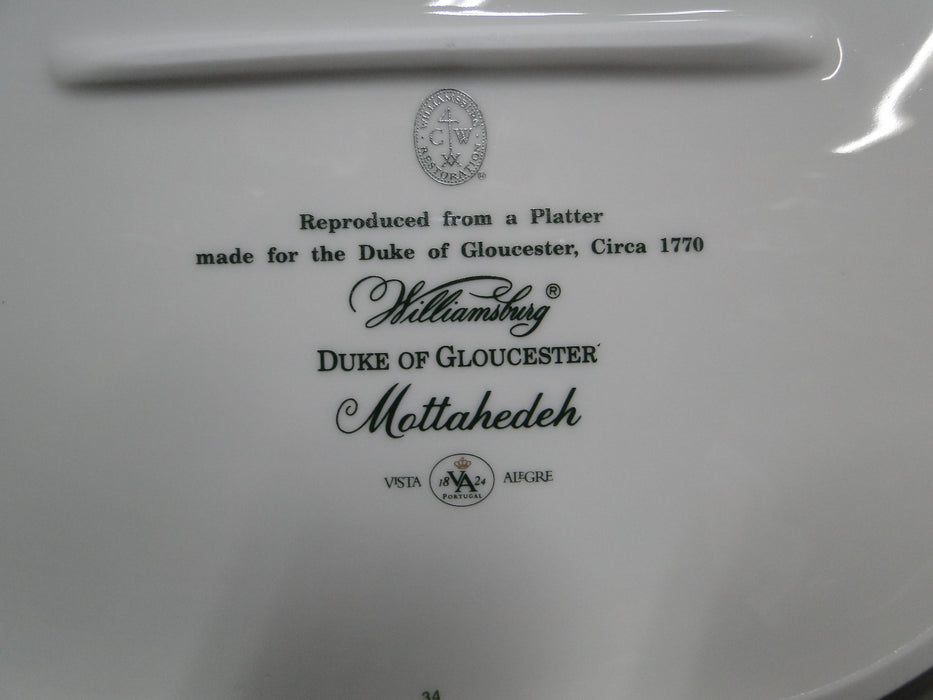 WILLIAMSBURG
C W
RESTORATION ®
Reproduced from a Platter
made for the Duke of Gloucester, Circa 1770
Williamsburg®
DUKE OF GLOUCESTER
Mottahedeh
VISTA 18 VA 24 ALEGRE
PORTUGAL
34